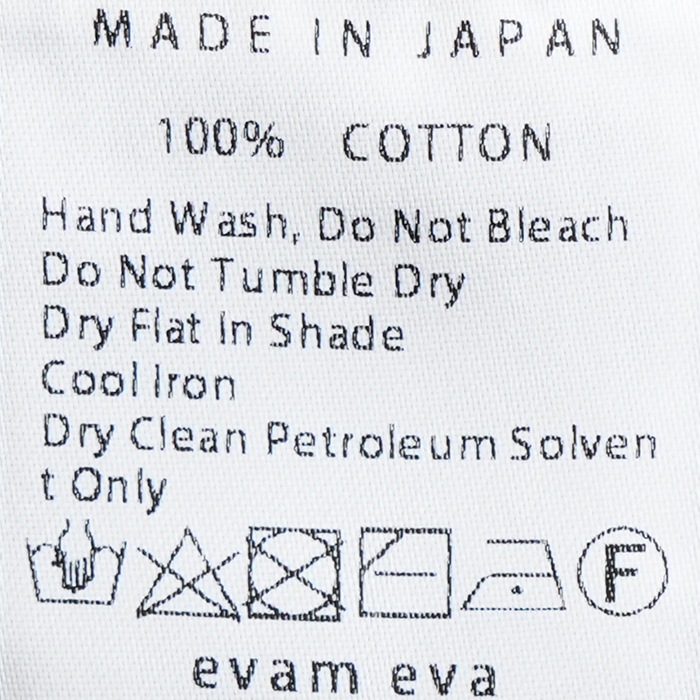 MADE IN JAPAN
100% COTTON
Hand Wash, Do Not Bleach
Do Not Tumble Dry
Dry Flat In Shade
Cool Iron
Dry Clean Petroleum Solven
t Only
F
evam eva